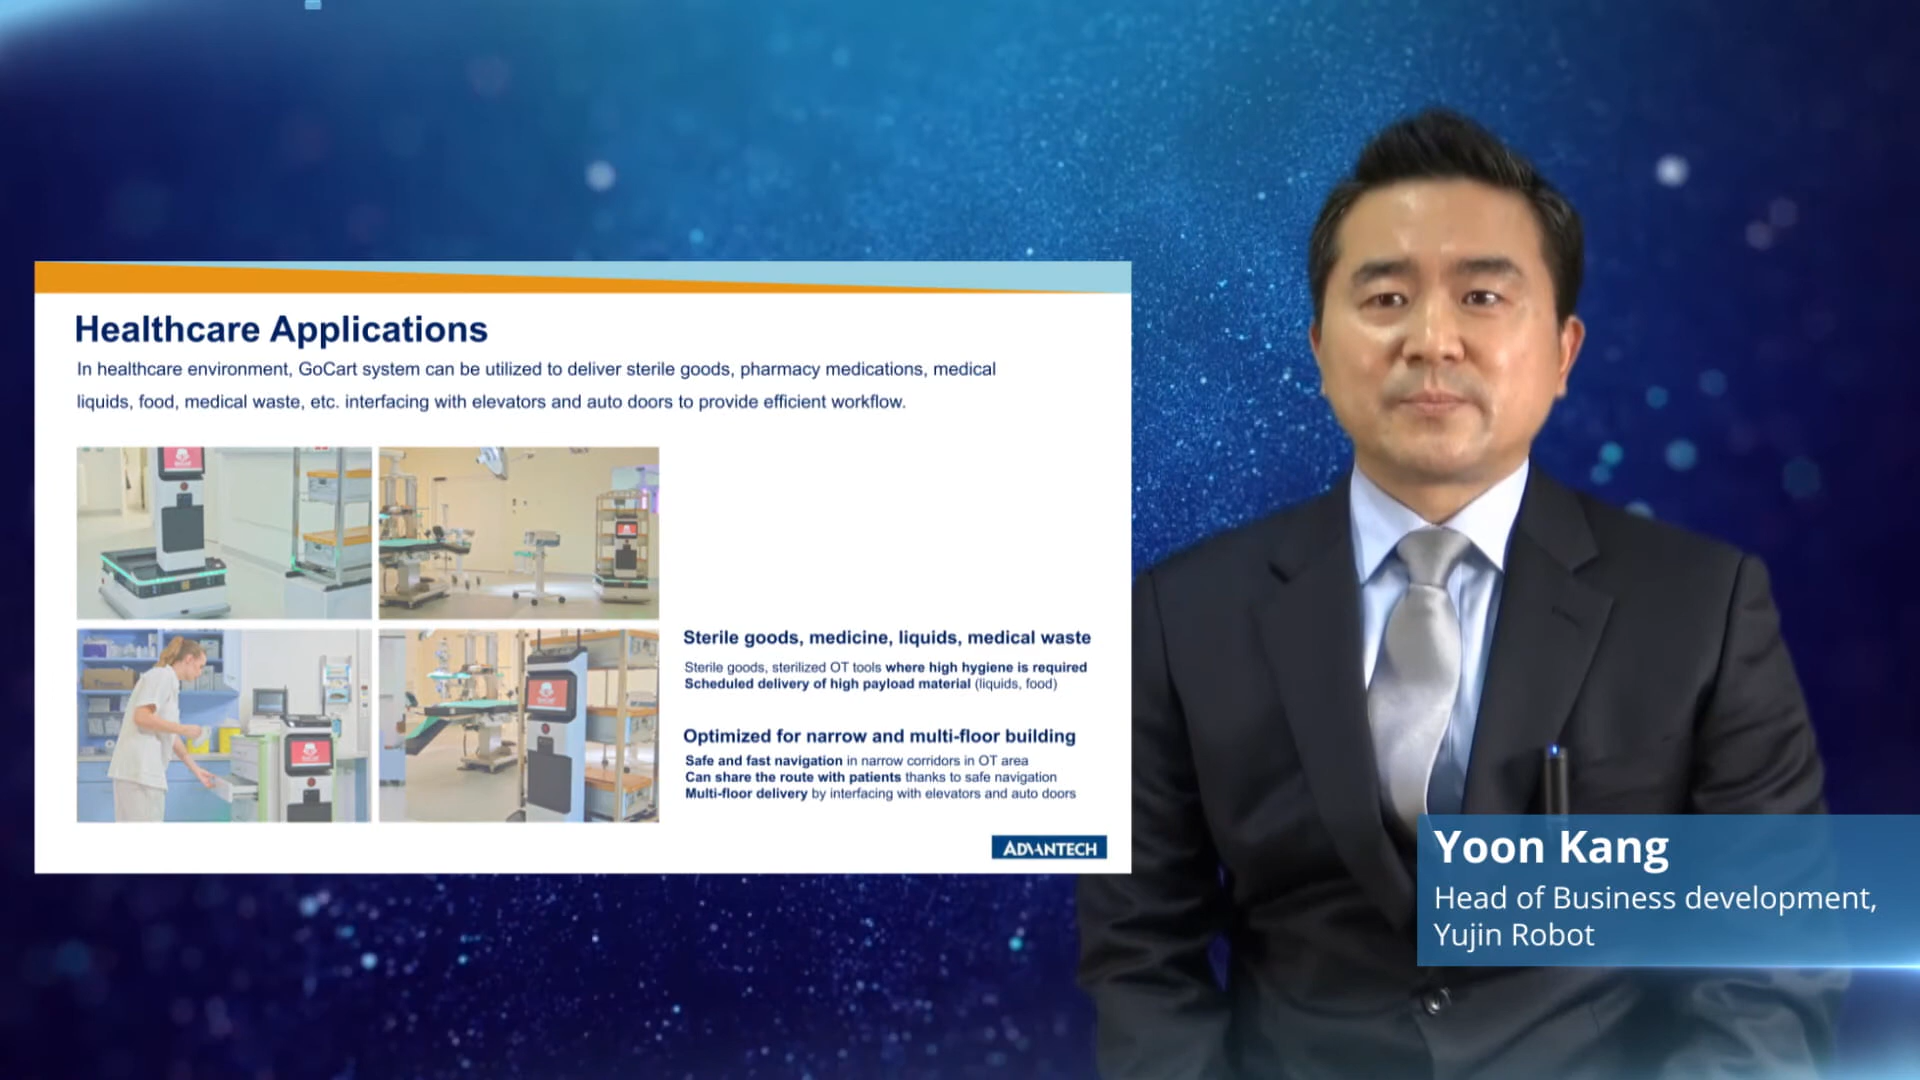 Healthcare Applications
In healthcare environment, GoCart system can be utilized to deliver sterile goods, pharmacy medications, medical
liquids, food, medical waste, etc. interfacing with elevators and auto doors to provide efficient workflow.
Sterile goods, medicine, liquids, medical waste
Sterile goods, sterilized OT tools where high hygiene is required
Scheduled delivery of high payload material (liquids, food)
Optimized for narrow and multi-floor building
Safe and fast navigation in narrow corridors in OT area
Can share the route with patients thanks to safe navigation
Multi-floor delivery by interfacing with elevators and auto doors
ADVANTECH
Yoon Kang
Head of Business development,
Yujin Robot